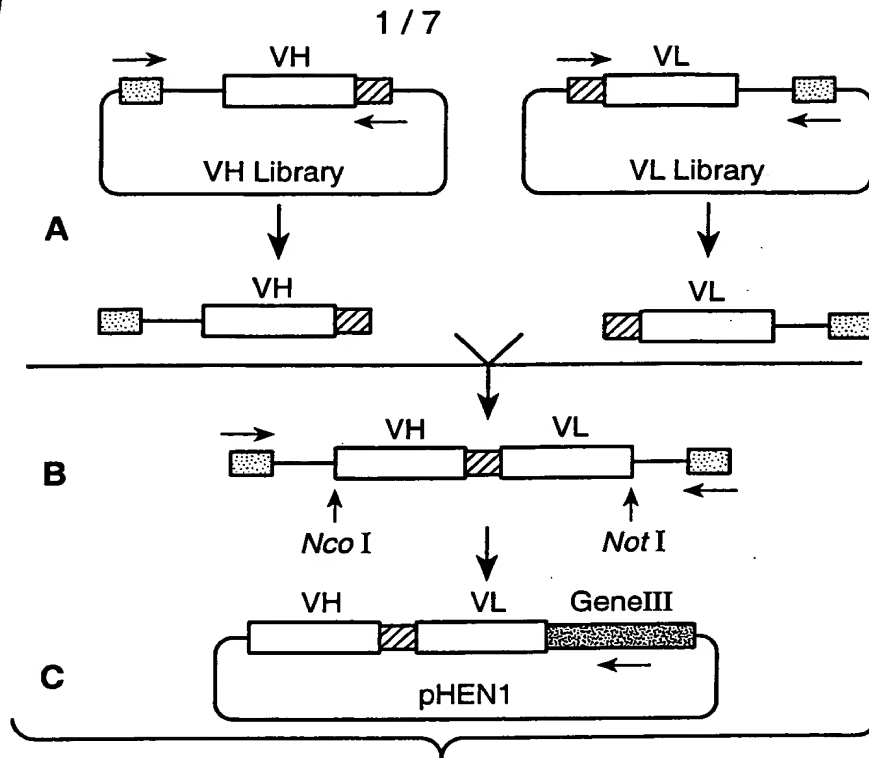 1 / 7
VH
VL
VH Library
VL Library
A
VH
VL
B
VH
VL
Nco I
Not I
C
VH
VL
GeneIII
pHEN1